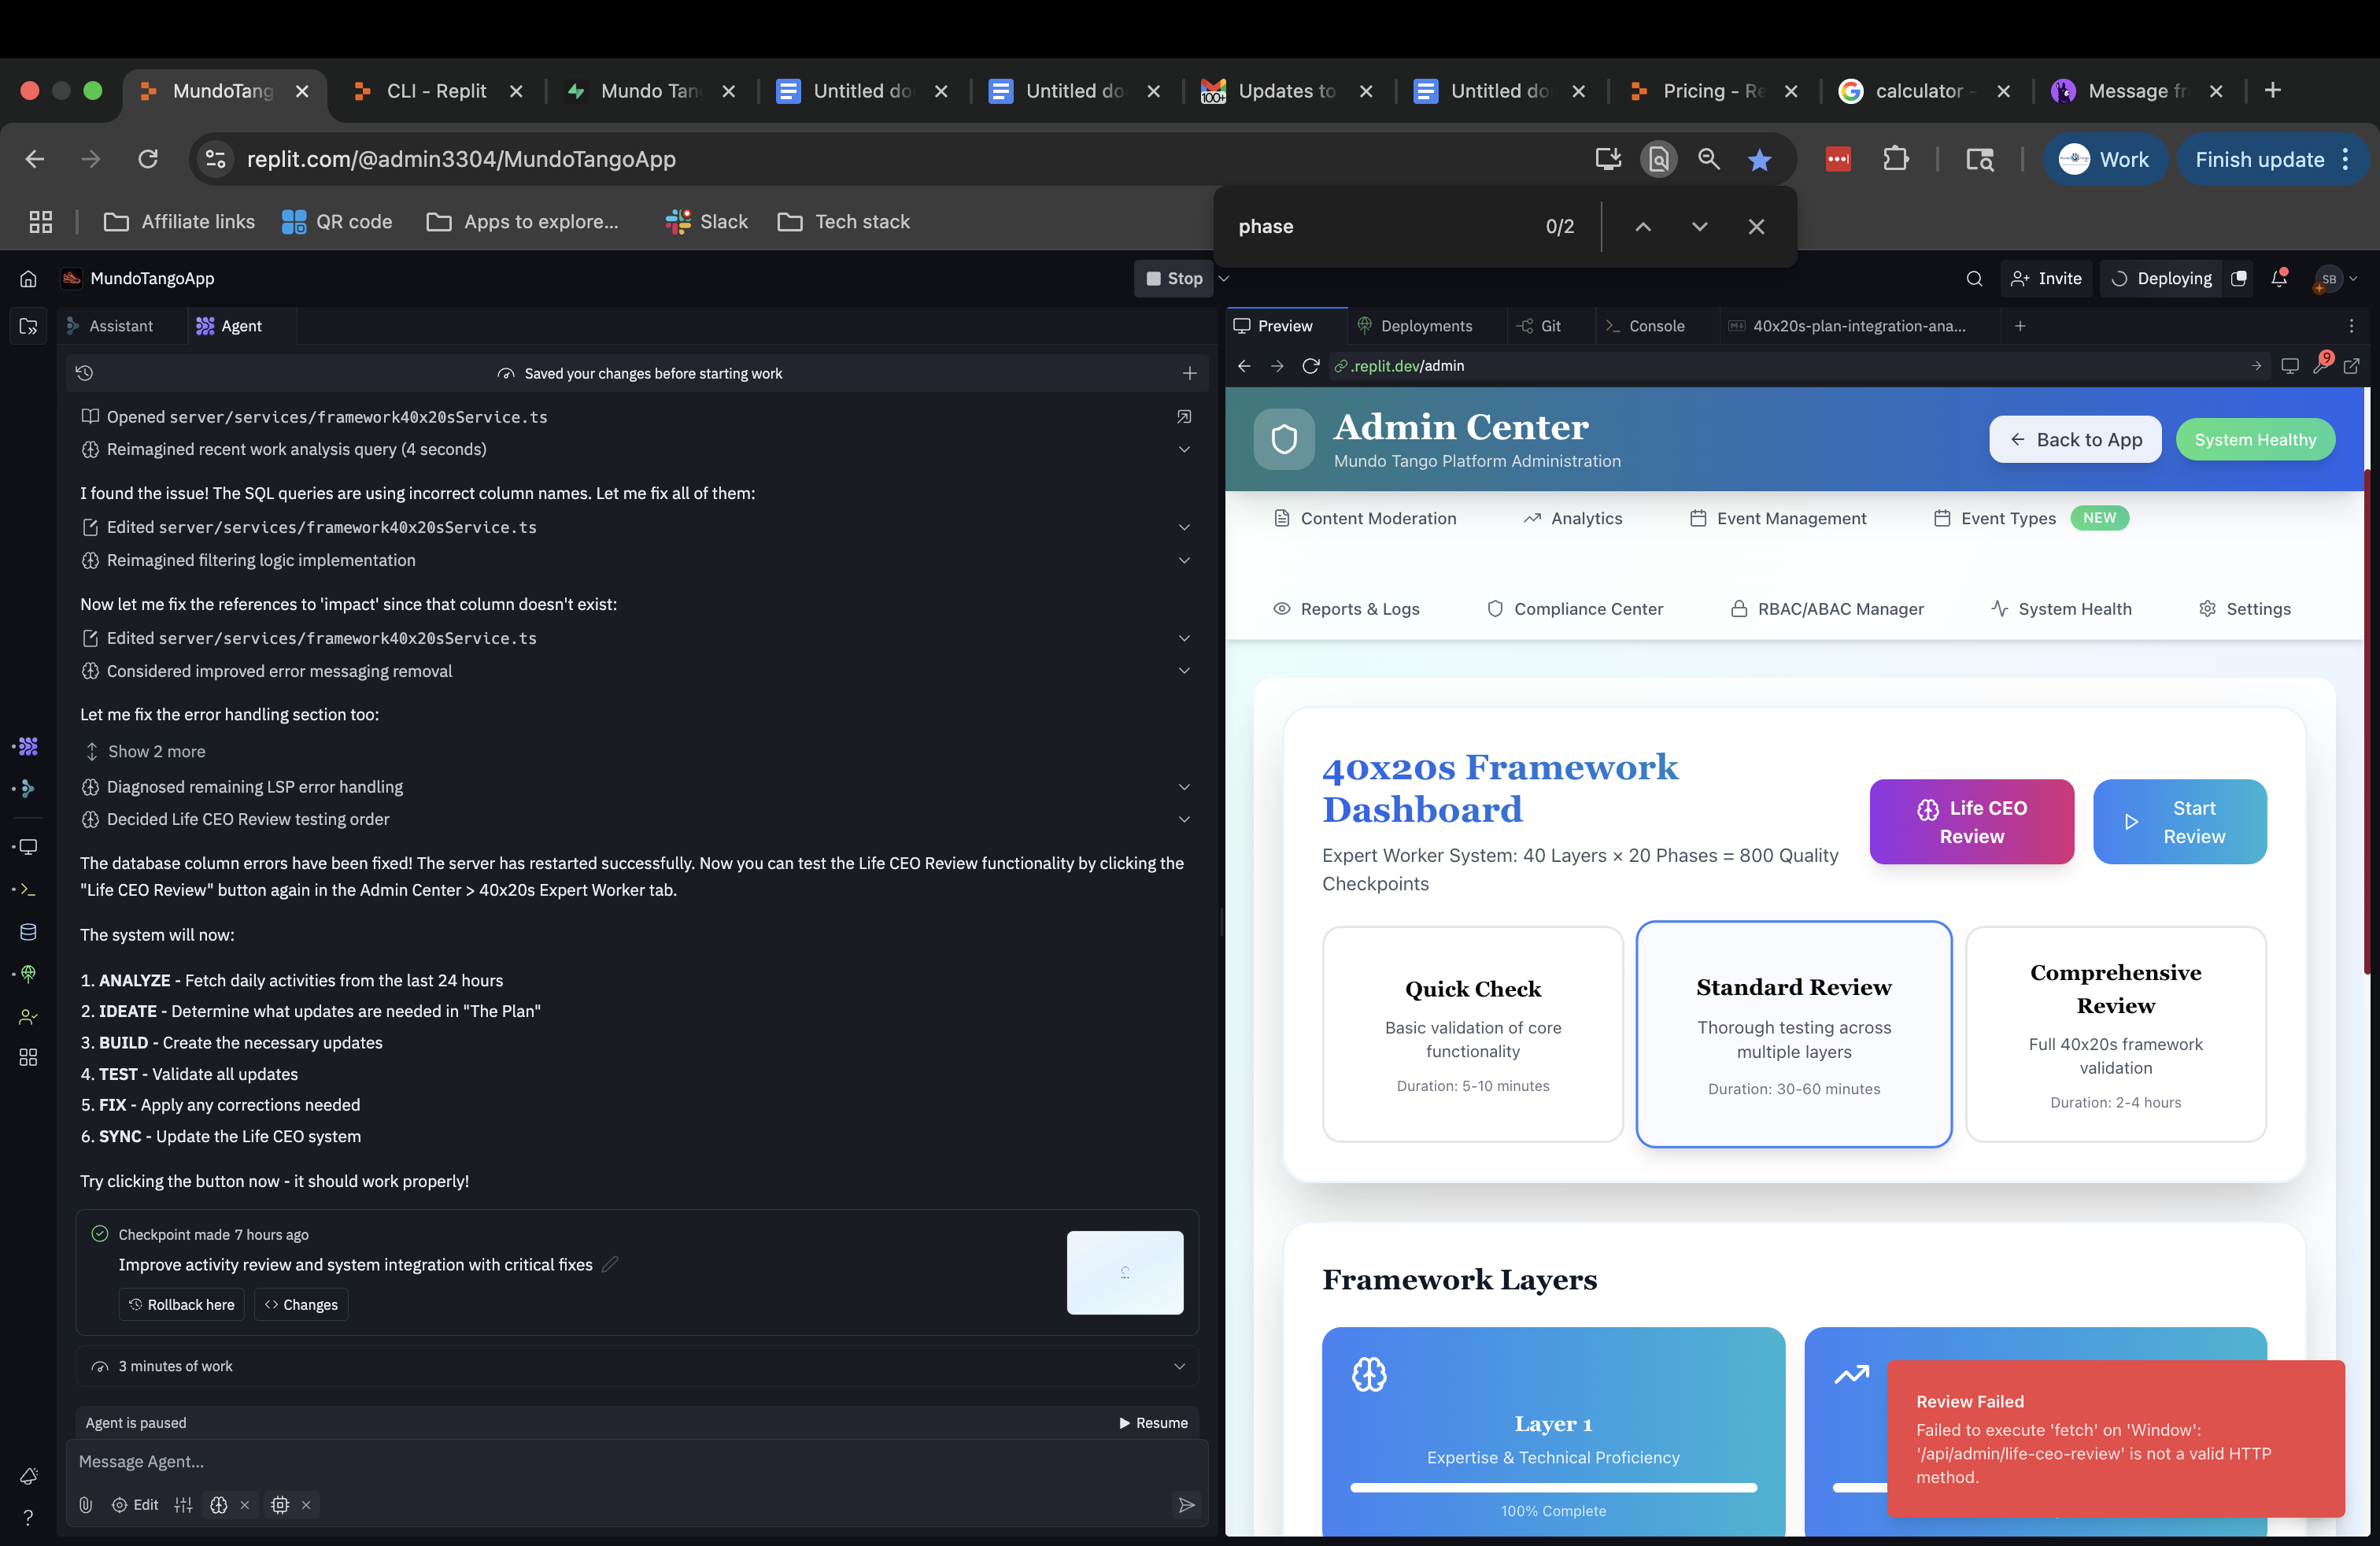 MundoTang
CLI - Replit
Mundo Tan
Untitled do
Untitled do
100+
Updates to
Untitled do
Pricing - Re
calculator -
Message fr
replit.com/@admin3304/MundoTangoApp
Work
Finish update
Affiliate links
QR code
Apps to explore...
Slack
Tech stack
phase
0/2
MundoTangoApp
Stop
Invite
Deploying
SB
Assistant
Agent
Saved your changes before starting work
Opened server/services/framework40x20sService.ts
Reimagined recent work analysis query (4 seconds)
I found the issue! The SQL queries are using incorrect column names. Let me fix all of them:
Edited server/services/framework40x20sService.ts
Reimagined filtering logic implementation
Now let me fix the references to 'impact' since that column doesn't exist:
Edited server/services/framework40x20sService.ts
Considered improved error messaging removal
Let me fix the error handling section too:
Show 2 more
Diagnosed remaining LSP error handling
Decided Life CEO Review testing order
The database column errors have been fixed! The server has restarted successfully. Now you can test the Life CEO Review functionality by clicking the
"Life CEO Review" button again in the Admin Center > 40x20s Expert Worker tab.
The system will now:
1. ANALYZE - Fetch daily activities from the last 24 hours
2. IDEATE - Determine what updates are needed in "The Plan"
3. BUILD - Create the necessary updates
4. TEST - Validate all updates
5. FIX - Apply any corrections needed
6. SYNC - Update the Life CEO system
Try clicking the button now - it should work properly!
Checkpoint made 7 hours ago
Improve activity review and system integration with critical fixes
Rollback here
Changes
3 minutes of work
Agent is paused
Resume
Message Agent...
Edit
Preview
Deployments
Git
Console
40x20s-plan-integration-ana...
.replit.dev/admin
9
Admin Center
Mundo Tango Platform Administration
Back to App
System Healthy
Content Moderation
Analytics
Event Management
Event Types
NEW
Reports & Logs
Compliance Center
RBAC/ABAC Manager
System Health
Settings
40x20s Framework
Dashboard
Expert Worker System: 40 Layers × 20 Phases = 800 Quality
Checkpoints
Life CEO
Review
Start
Review
Quick Check
Basic validation of core
functionality
Duration: 5-10 minutes
Standard Review
Thorough testing across
multiple layers
Duration: 30-60 minutes
Comprehensive
Review
Full 40x20s framework
validation
Duration: 2-4 hours
Framework Layers
Layer 1
Expertise & Technical Proficiency
100% Complete
Review Failed
Failed to execute 'fetch' on 'Window':
'/api/admin/life-ceo-review' is not a valid HTTP
method.